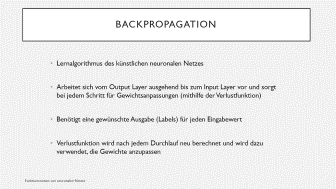 BACKPROPAGATION
• Lernalgorithmus des künstlichen neuronalen Netzes
• Arbeitet sich vom Output Layer ausgehend bis zum Input Layer vor und sorgt
bei jedem Schritt für Gewichtsanpassungen (mithilfe der Verlustfunktion)
• Benötigt eine gewünschte Ausgabe (Labels) für jeden Eingabewert
• Verlustfunktion wird nach jedem Durchlauf neu berechnet und wird dazu
verwendet, die Gewichte anzupassen
Funktionsweise von neuronalen Netzen